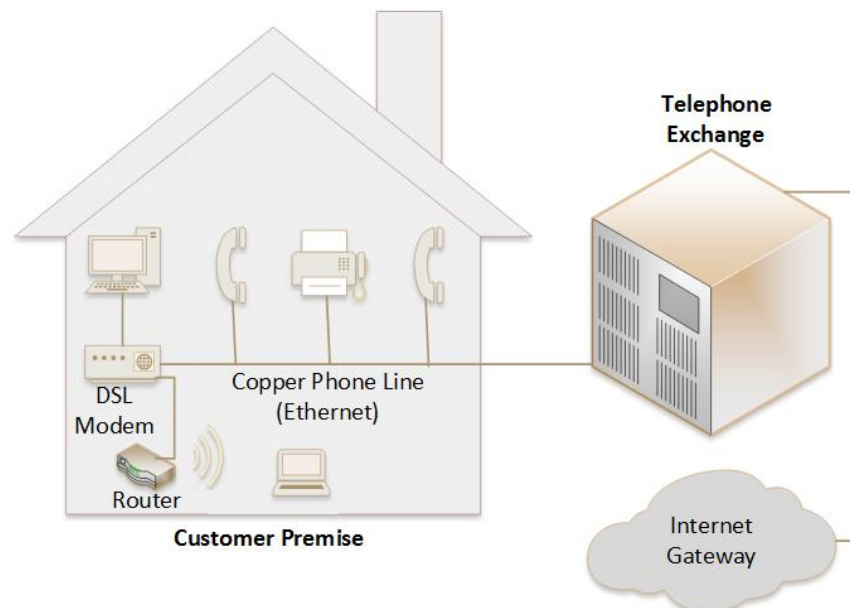 Telephone
Exchange
Copper Phone Line
(Ethernet)
DSL
Modem
Router
Customer Premise
Internet
Gateway